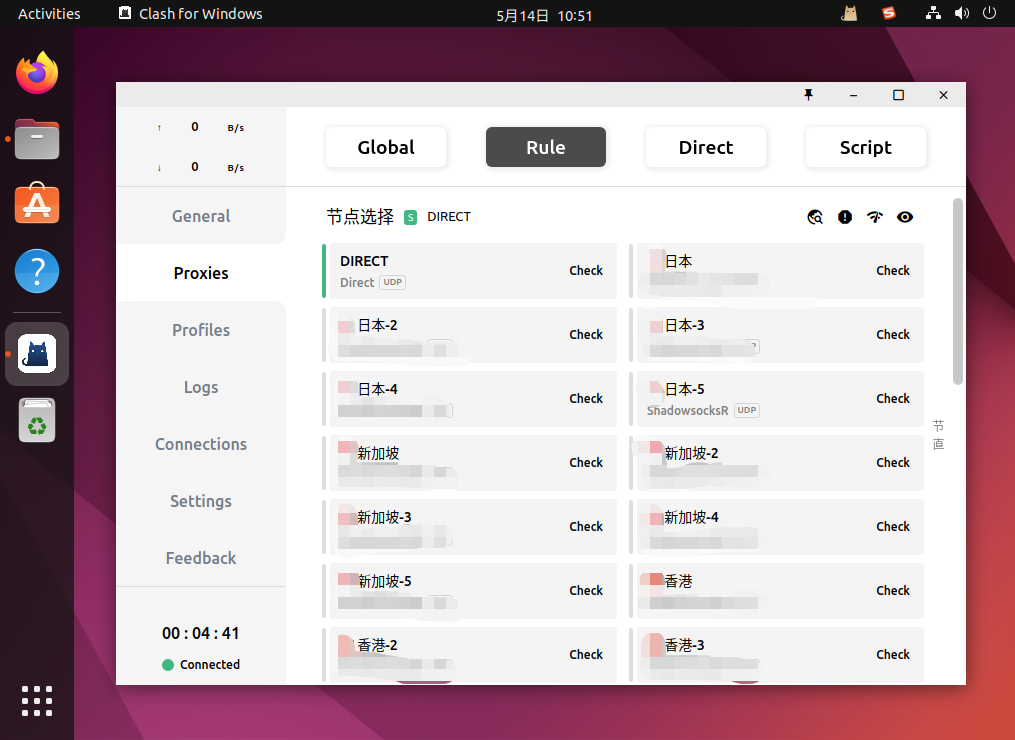 Activities Clash for Windows 5月14日 10:51
↑ 0 B/s
↓ 0 B/s
Global Rule Direct Script
General
Proxies
Profiles
Logs
Connections
Settings
Feedback
00 : 04 : 41
Connected
节点选择 S DIRECT
DIRECT
Direct UDP
Check
日本
Check
日本-2
Check
日本-3
Check
日本-4
Check
日本-5
ShadowsocksR UDP
Check
新加坡
Check
新加坡-2
Check
新加坡-3
Check
新加坡-4
Check
新加坡-5
Check
香港
Check
香港-2
Check
香港-3
Check
节
直